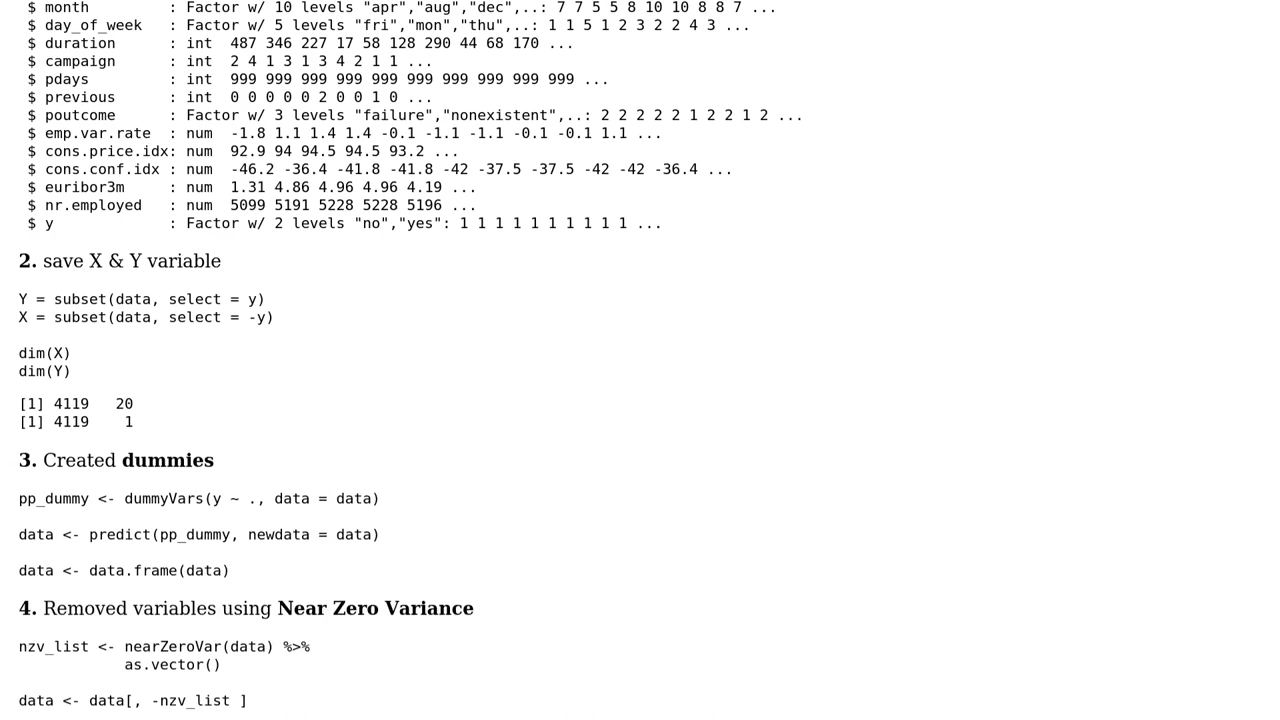 $ month         : Factor w/ 10 levels "apr","aug","dec",..: 7 7 5 5 8 10 10 8 8 7 ...
$ day_of_week   : Factor w/ 5 levels "fri","mon","thu",..: 1 1 5 1 2 3 2 2 4 3 ...
$ duration      : int  487 346 227 17 58 128 290 44 68 170 ...
$ campaign      : int  2 4 1 3 1 3 4 2 1 1 ...
$ pdays         : int  999 999 999 999 999 999 999 999 999 999 ...
$ previous      : int  0 0 0 0 0 2 0 0 1 0 ...
$ poutcome      : Factor w/ 3 levels "failure","nonexistent",..: 2 2 2 2 2 1 2 2 1 2 ...
$ emp.var.rate  : num  -1.8 1.1 1.4 1.4 -0.1 -1.1 -1.1 -0.1 -0.1 1.1 ...
$ cons.price.idx: num  92.9 94 94.5 94.5 93.2 ...
$ cons.conf.idx : num  -46.2 -36.4 -41.8 -41.8 -42 -37.5 -37.5 -42 -42 -36.4 ...
$ euribor3m     : num  1.31 4.86 4.96 4.96 4.19 ...
$ nr.employed   : num  5099 5191 5228 5228 5196 ...
$ y             : Factor w/ 2 levels "no","yes": 1 1 1 1 1 1 1 1 1 1 ...
2. save X & Y variable
Y = subset(data, select = y)
X = subset(data, select = -y)
dim(X)
dim(Y)
[1] 4119   20
[1] 4119    1
3. Created dummies
pp_dummy <- dummyVars(y ~ ., data = data)
data <- predict(pp_dummy, newdata = data)
data <- data.frame(data)
4. Removed variables using Near Zero Variance
nzv_list <- nearZeroVar(data) %>%
            as.vector()
data <- data[, -nzv_list ]